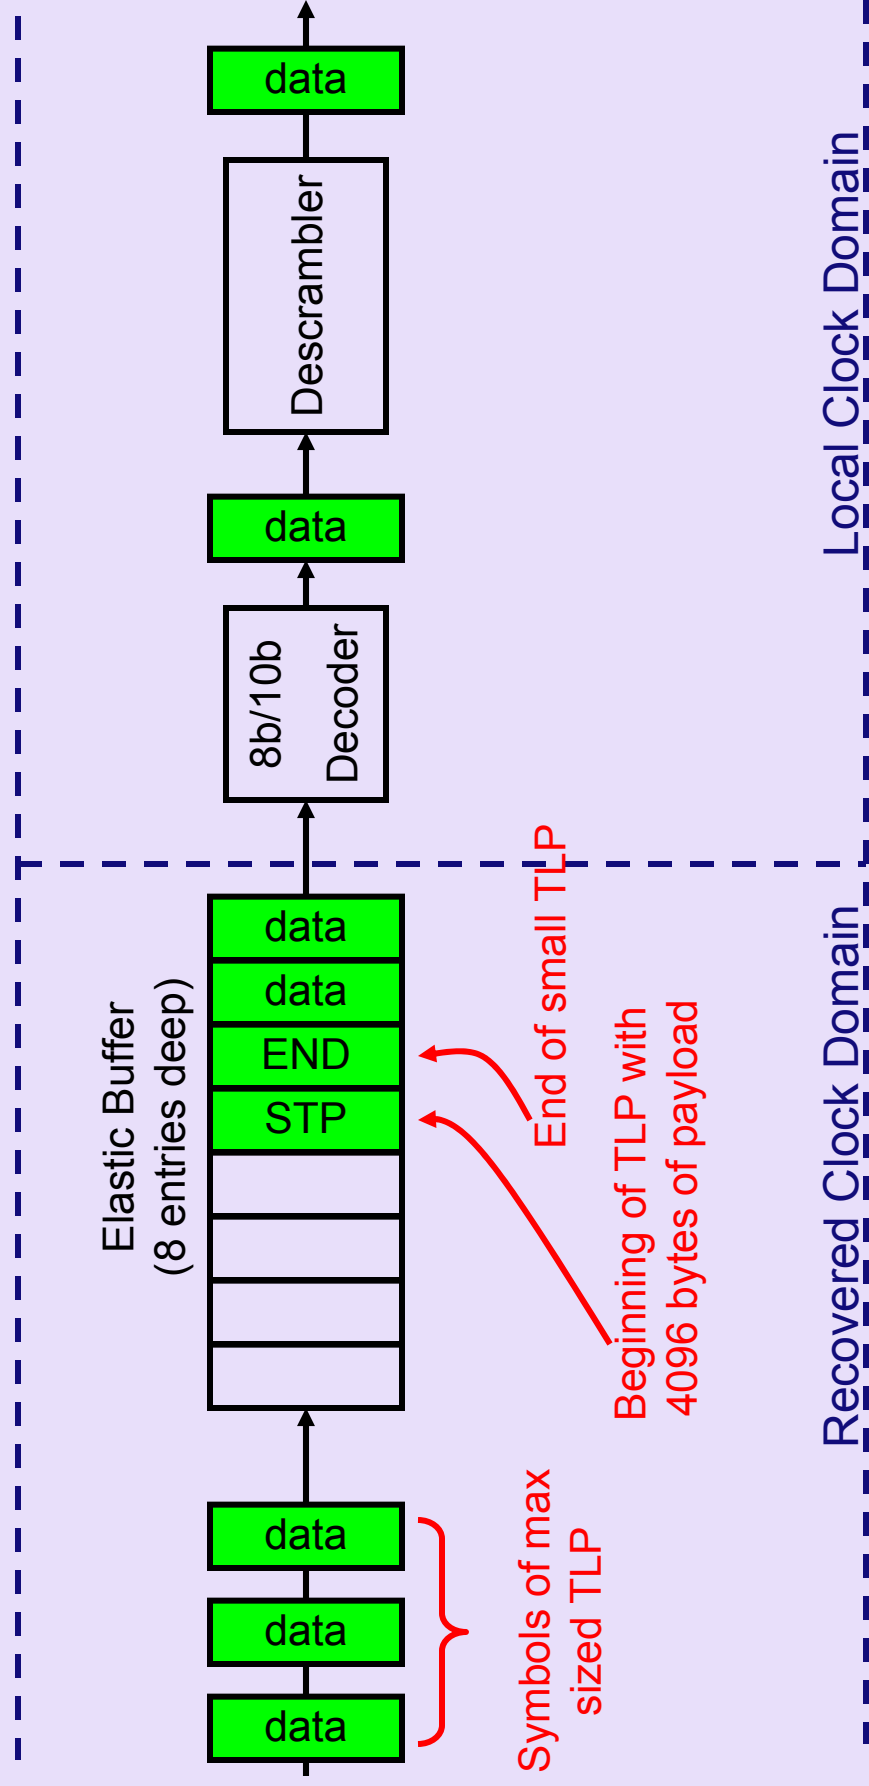 data
Descrambler
data
8b/10b
Decoder
Local Clock Domain
Elastic Buffer
(8 entries deep)
data
data
END
STP
End of small TLP
Beginning of TLP with
4096 bytes of payload
Recovered Clock Domain
data
data
data
Symbols of max
sized TLP